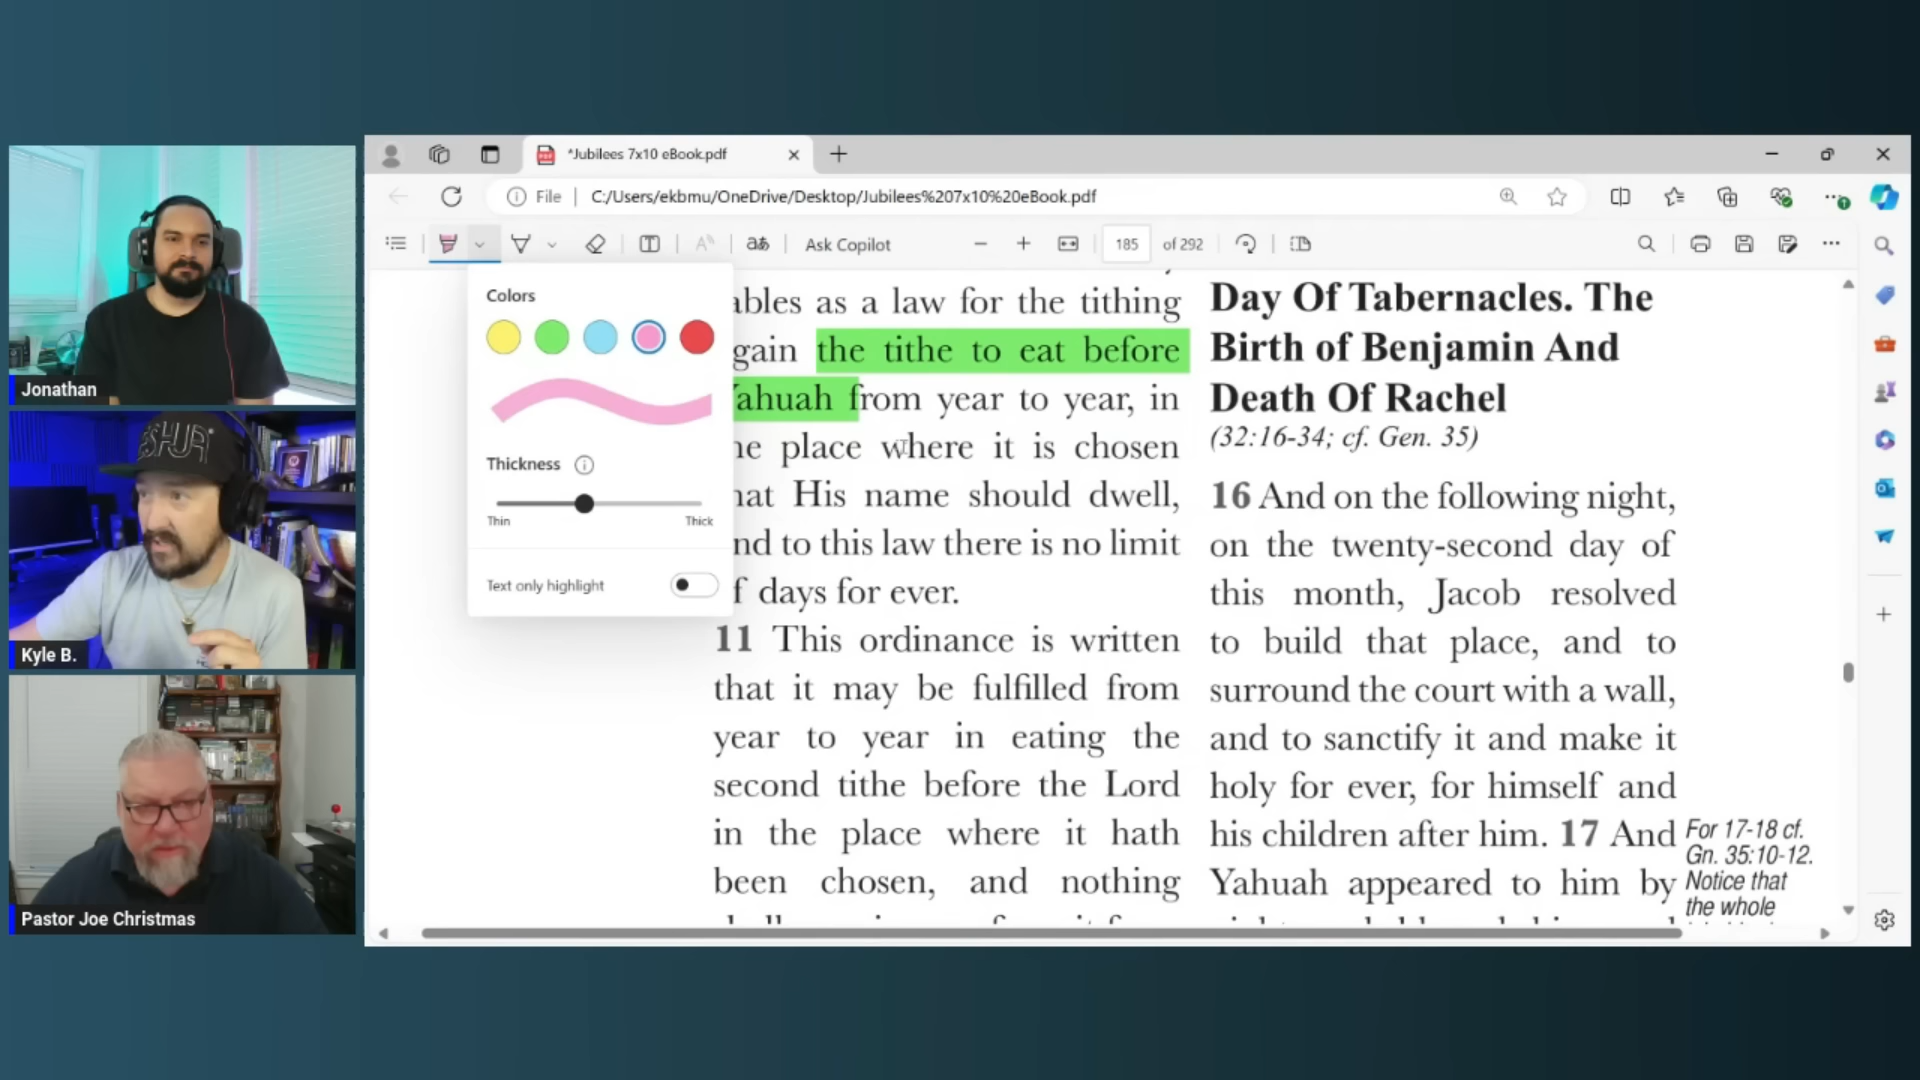 Jonathan
Kyle B.
Pastor Joe Christmas
*Jubilees 7x10 eBook.pdf
File
C:/Users/ekbmu/OneDrive/Desktop/Jubilees%207x10%20eBook.pdf
Ask Copilot
185 of 292
Colors
Thickness
Thin
Thick
Text only highlight
ables as a law for the tithing
gain the tithe to eat before
Yahuah from year to year, in
he place where it is chosen
hat His name should dwell,
nd to this law there is no limit
f days for ever.
11 This ordinance is written
that it may be fulfilled from
year to year in eating the
second tithe before the Lord
in the place where it hath
been chosen, and nothing
Day Of Tabernacles. The
Birth of Benjamin And
Death Of Rachel
(32:16-34; cf. Gen. 35)
16 And on the following night,
on the twenty-second day of
this month, Jacob resolved
to build that place, and to
surround the court with a wall,
and to sanctify it and make it
holy for ever, for himself and
his children after him. 17 And
Yahuah appeared to him by
For 17-18 cf.
Gn. 35:10-12.
Notice that
the whole